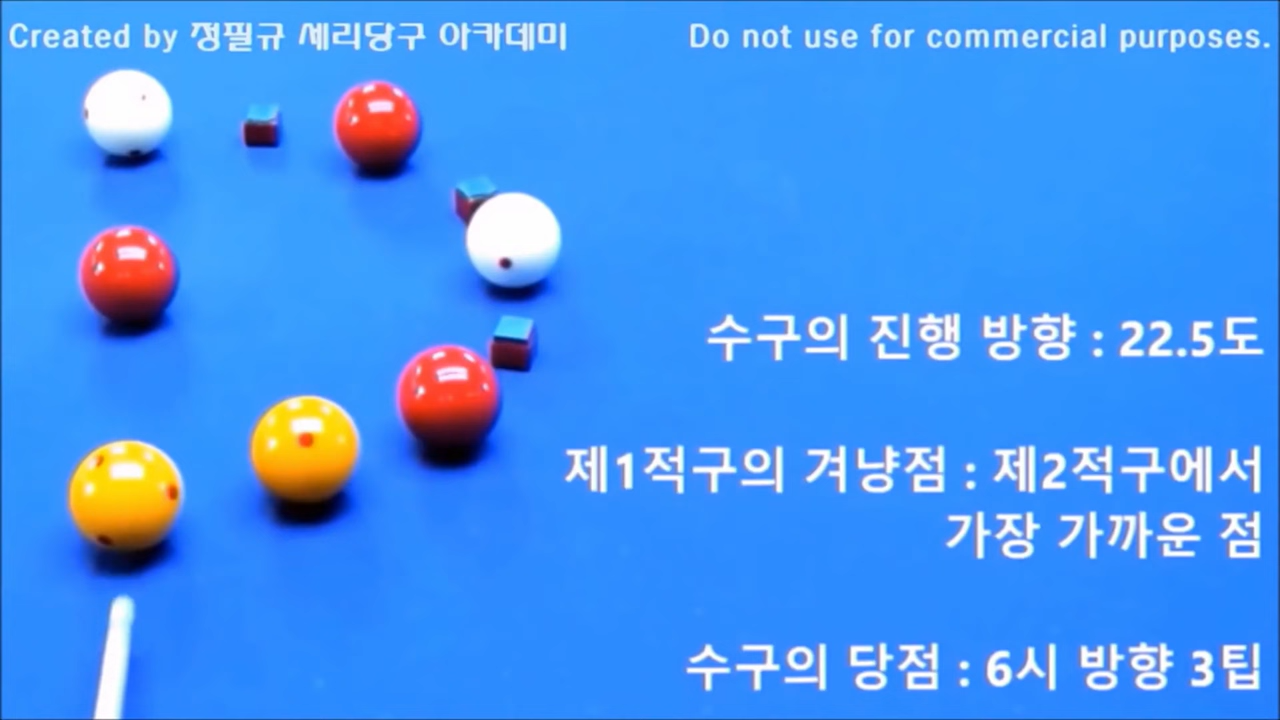 Created by 정필규 세리당구 아카데미 Do not use for commercial purposes.
수구의 진행 방향 : 22.5도
제1적구의 겨냥점 : 제2적구에서
가장 가까운 점
수구의 당점 : 6시 방향 3팁